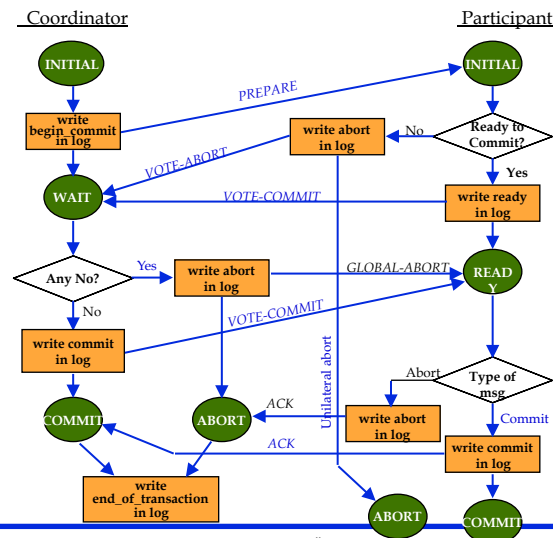 Coordinator
Participant
INITIAL
INITIAL
PREPARE
write
begin_commit
in log
write abort
in log
No
Ready to
Commit?
VOTE-ABORT
Yes
WAIT
VOTE-COMMIT
write ready
in log
Any No?
Yes
write abort
in log
GLOBAL-ABORT
READ
Y
No
VOTE-COMMIT
write commit
in log
Unilateral abort
Abort
Type of
msg
COMMIT
ABORT
ACK
write abort
in log
Commit
ACK
write commit
in log
write
end_of_transaction
in log
ABORT
COMMIT